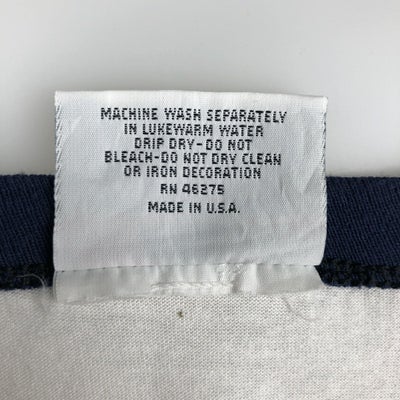 MACHINE WASH SEPARATELY
IN LUKEWARM WATER
DRIP DRY-DO NOT
BLEACH-DO NOT DRY CLEAN
OR IRON DECORATION
RN 46275
MADE IN U.S.A.